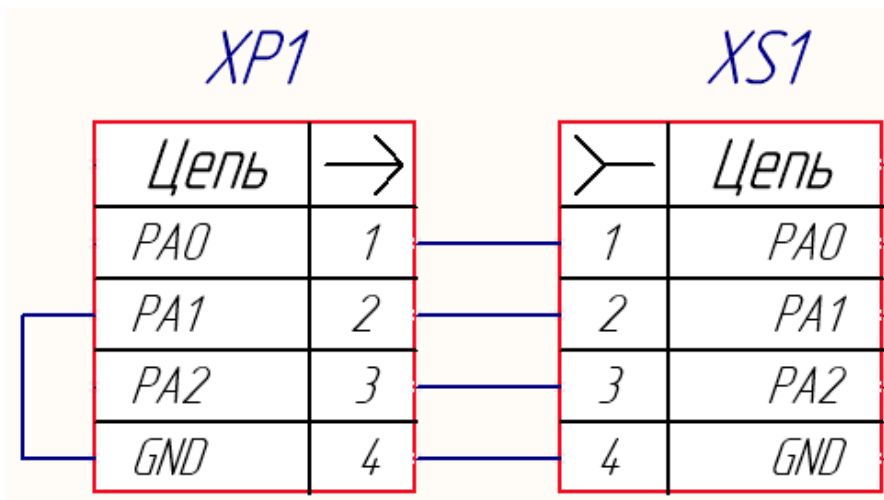 XP1 XS1
Цепь Цепь
PA0 1 1 PA0
PA1 2 2 PA1
PA2 3 3 PA2
GND 4 4 GND